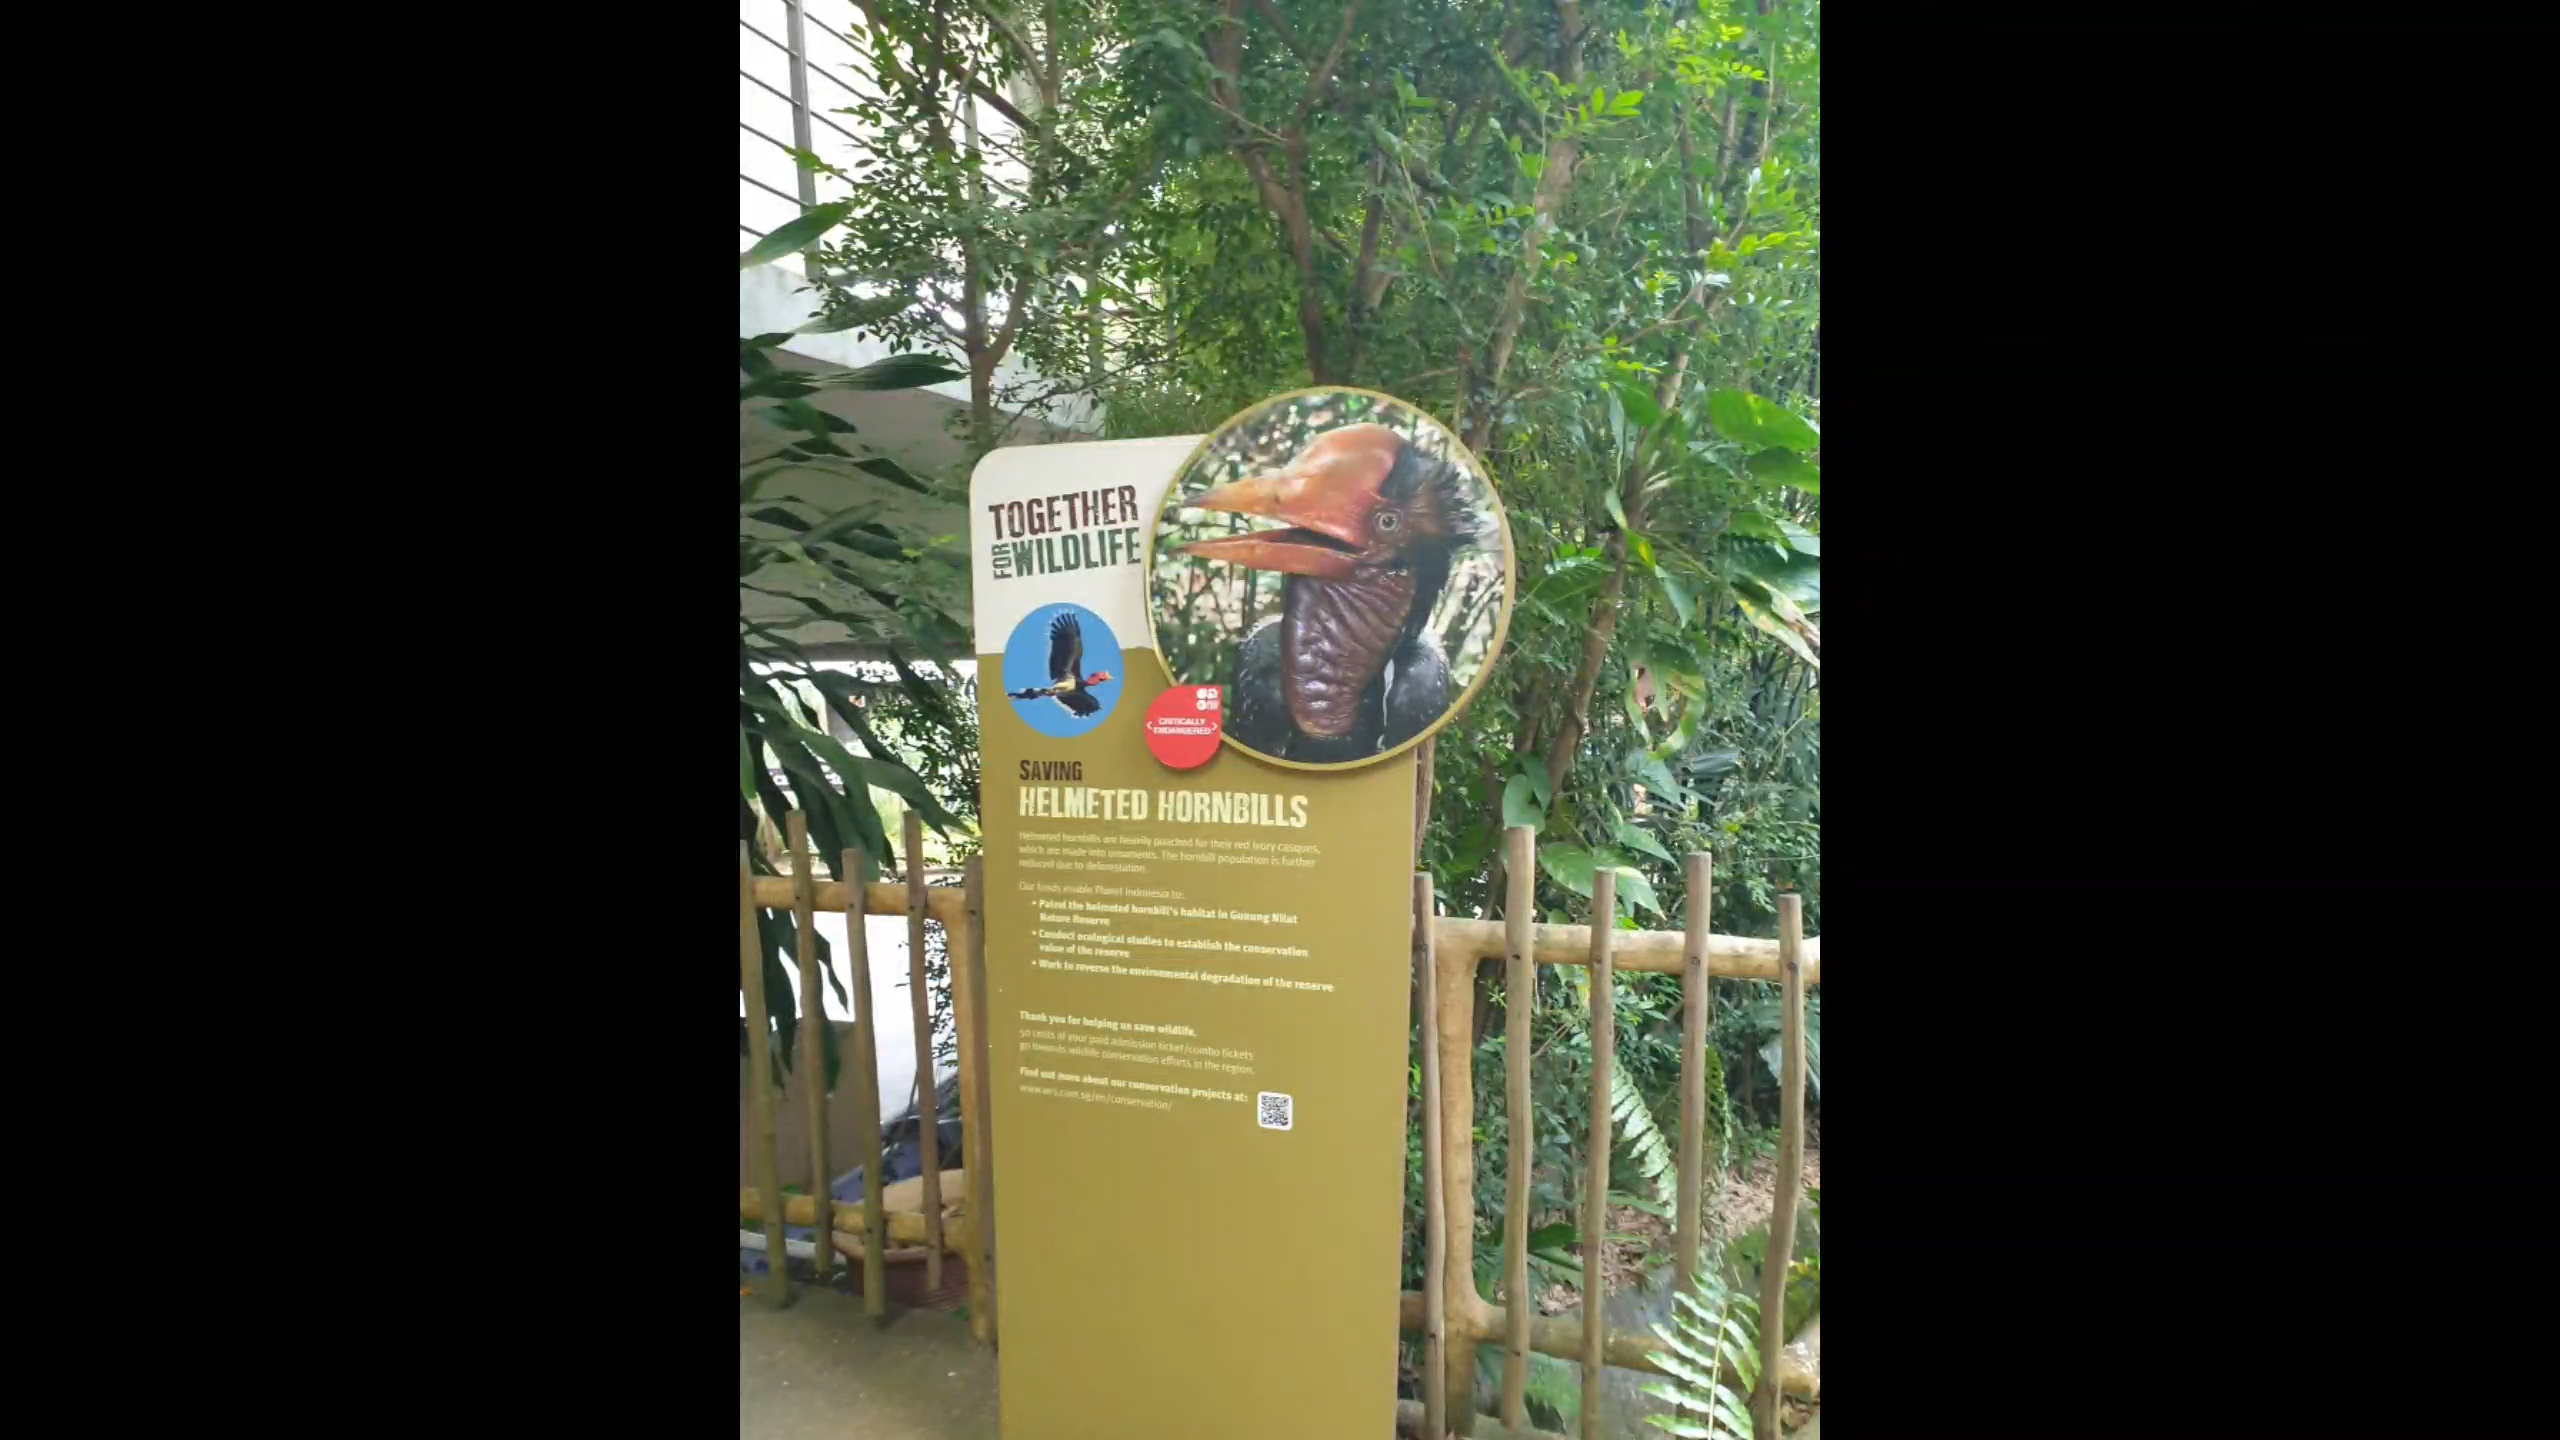 TOGETHER
FOR WILDLIFE
CRITICALLY
ENDANGERED
SAVING
HELMETED HORNBILLS
Helmeted hornbills are heavily poached for their red ivory casques,
which are made into ornaments. The hornbill population is further
reduced due to deforestation.
Our funds enable Planet Indonesia to:
• Patrol the helmeted hornbill's habitat in Gunung Nilut
Nature Reserve
• Conduct ecological studies to establish the conservation
value of the reserve
• Work to reverse the environmental degradation of the reserve
Thank you for helping us save wildlife.
50 cents of your paid admission ticket/combo tickets
go towards wildlife conservation efforts in the region.
Find out more about our conservation projects at:
www.wrs.com.sg/en/conservation/